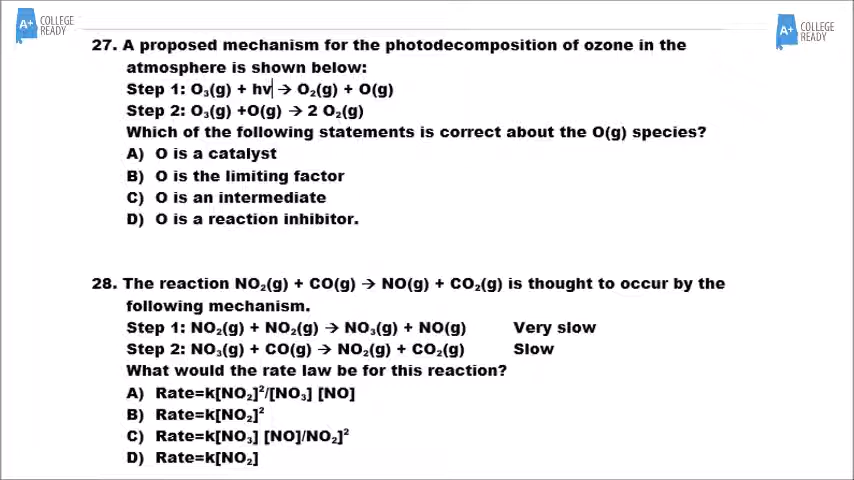 A+ COLLEGE READY
A+ COLLEGE READY
27. A proposed mechanism for the photodecomposition of ozone in the
atmosphere is shown below:
Step 1: O₃(g) + hv → O₂(g) + O(g)
Step 2: O₃(g) +O(g) → 2 O₂(g)
Which of the following statements is correct about the O(g) species?
A) O is a catalyst
B) O is the limiting factor
C) O is an intermediate
D) O is a reaction inhibitor.
28. The reaction NO₂(g) + CO(g) → NO(g) + CO₂(g) is thought to occur by the
following mechanism.
Step 1: NO₂(g) + NO₂(g) → NO₃(g) + NO(g) Very slow
Step 2: NO₃(g) + CO(g) → NO₂(g) + CO₂(g) Slow
What would the rate law be for this reaction?
A) Rate=k[NO₂]²/[NO₃] [NO]
B) Rate=k[NO₂]²
C) Rate=k[NO₃] [NO]/NO₂]²
D) Rate=k[NO₂]